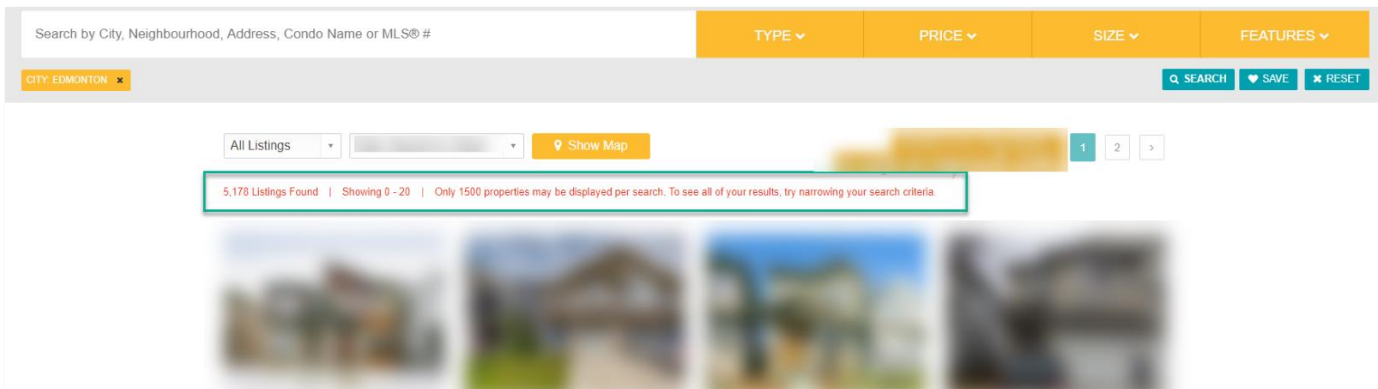 Search by City, Neighbourhood, Address, Condo Name or MLS® # TYPE PRICE SIZE FEATURES
CITY: EDMONTON × SEARCH SAVE RESET
All Listings Show Map 1 2 >
5,178 Listings Found | Showing 0 - 20 | Only 1500 properties may be displayed per search. To see all of your results, try narrowing your search criteria.